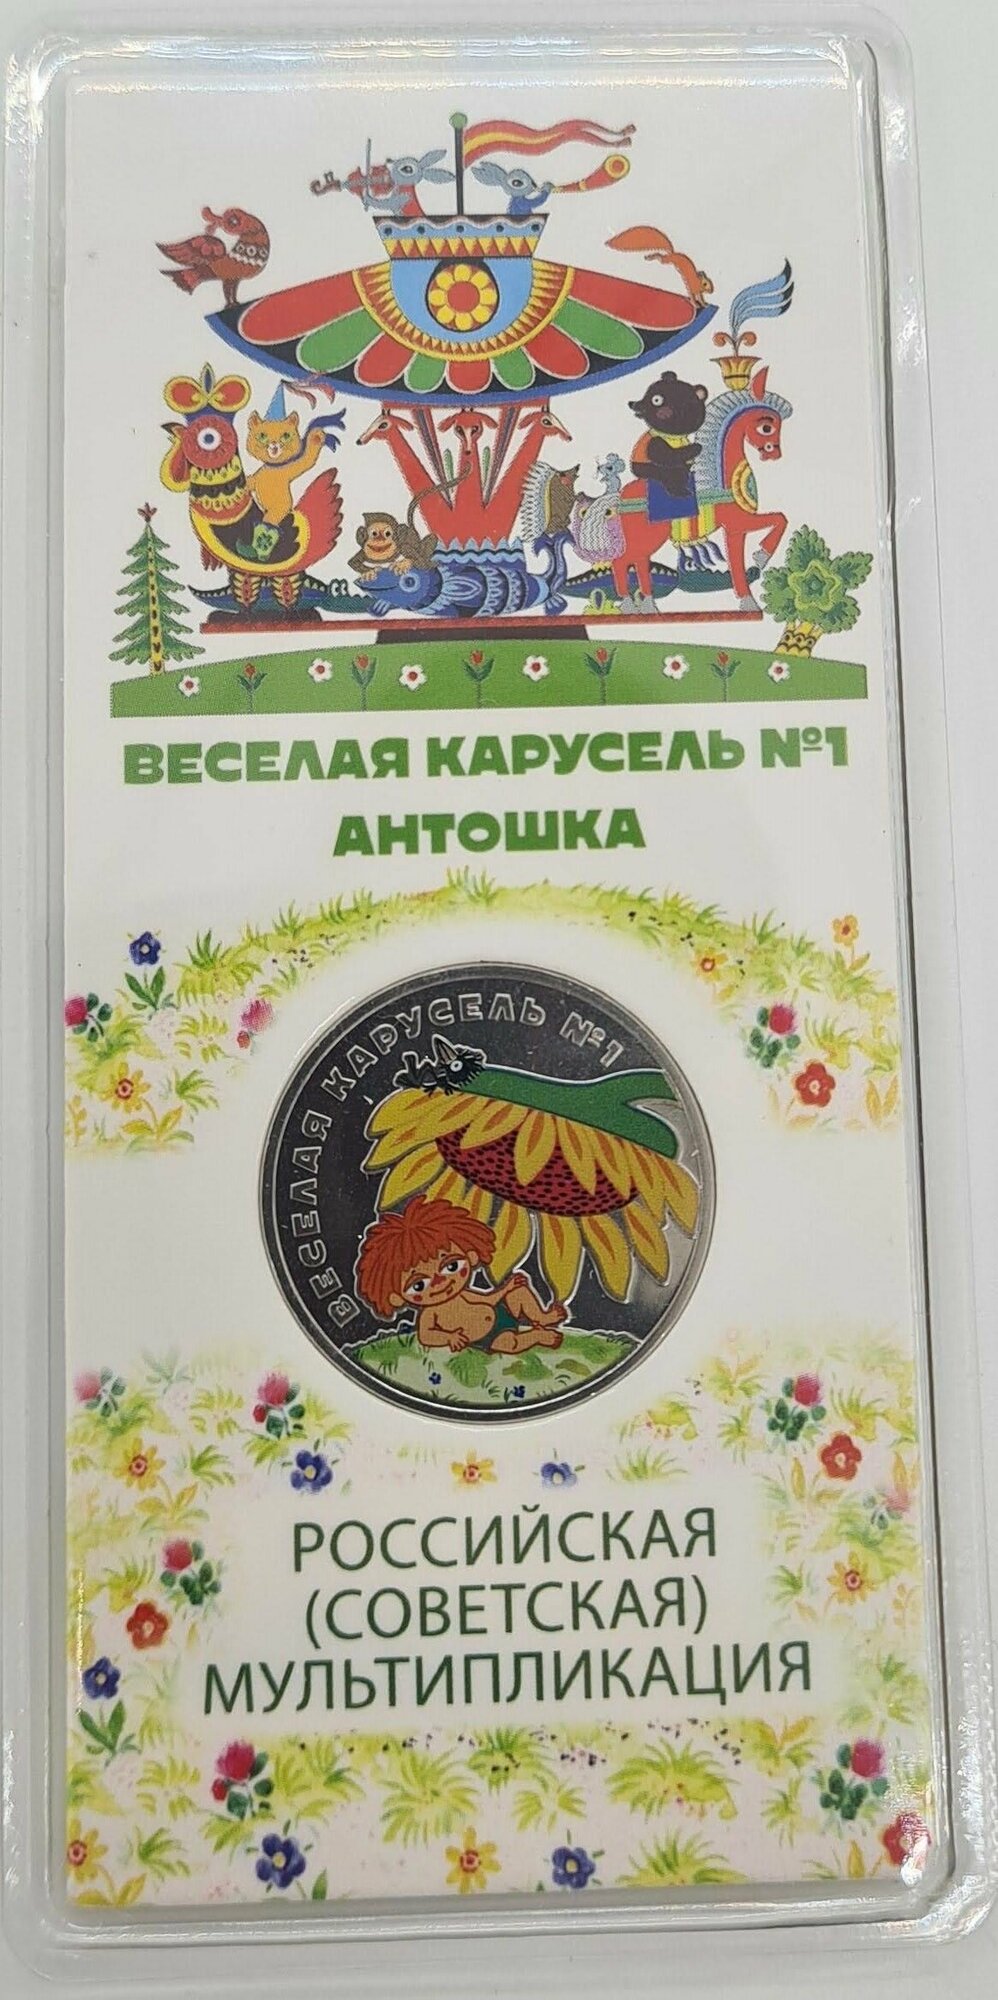 ВЕСЕЛАЯ КАРУСЕЛЬ №1
АНТОШКА
ВЕСЕЛАЯ КАРУСЕЛЬ №1
РОССИЙСКАЯ
(СОВЕТСКАЯ)
МУЛЬТИПЛИКАЦИЯ